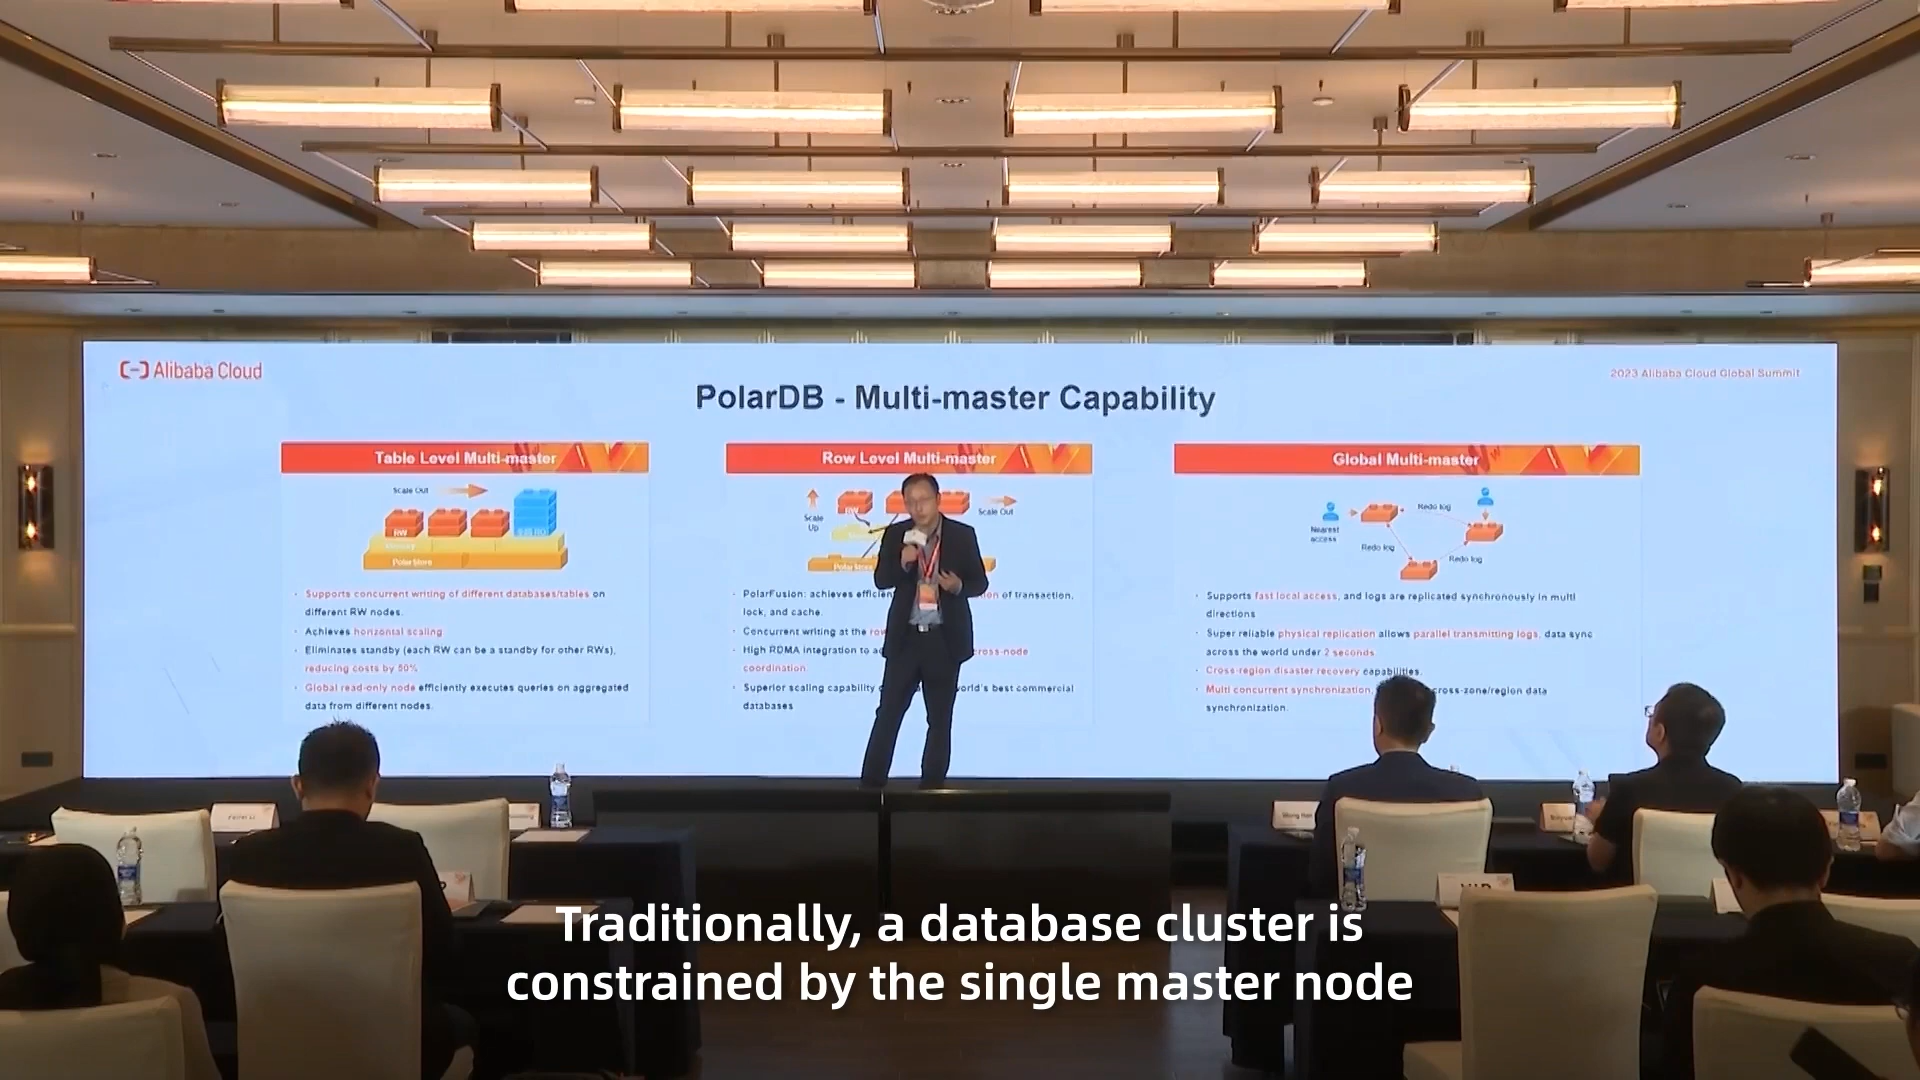 Alibaba Cloud
2023 Alibaba Cloud Global Summit
PolarDB - Multi-master Capability
Table Level Multi-master
Scale Out
RW
PolarStore
· Supports concurrent writing of different databases/tables on
different RW nodes.
· Achieves horizontal scaling
· Eliminates standby (each RW can be a standby for other RWs),
reducing costs by 50%
· Global read-only node efficiently executes queries on aggregated
data from different nodes.
Row Level Multi-master
Scale
Up
RW
Scale Out
· PolarFusion: achieves of transaction,
lock, and cache.
· Concurrent writing at the
· High RDMA integration to cross-node
coordination.
· Superior scaling capability world's best commercial
databases
Global Multi-master
Nearest
access
Redo log
Redo log
Redo log
· Supports fast local access, and logs are replicated synchronously in multi
directions
· Super reliable physical replication allows parallel transmitting logs, data sync
across the world under 2 seconds.
· Cross-region disaster recovery capabilities.
· Multi concurrent synchronization, cross-zone/region data
synchronization.
VIP
Traditionally, a database cluster is
constrained by the single master node